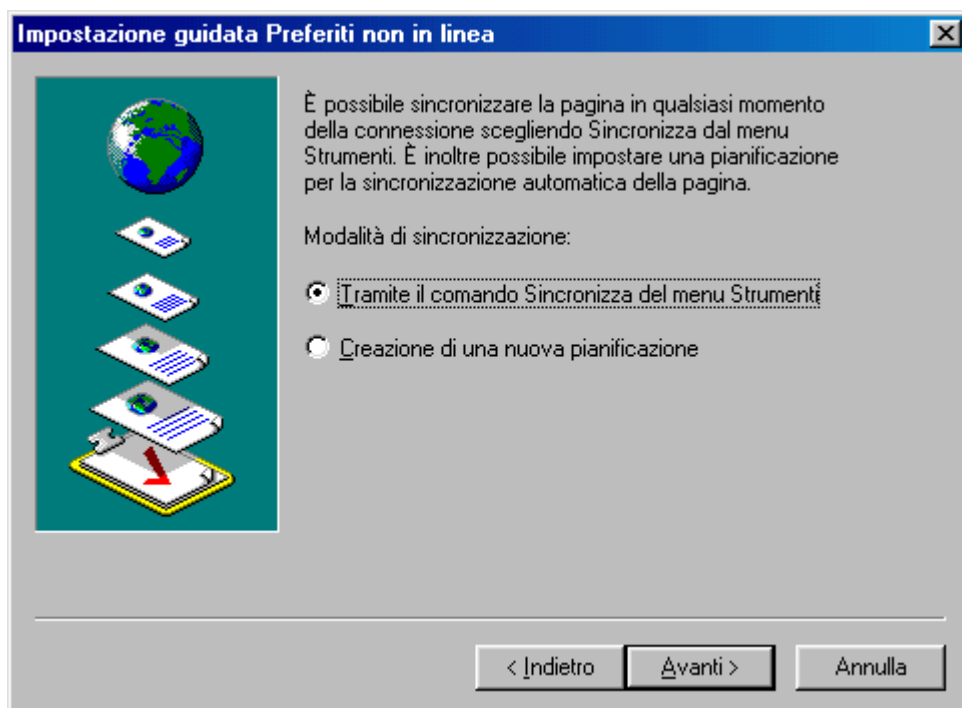 Impostazione guidata Preferiti non in linea
È possibile sincronizzare la pagina in qualsiasi momento
della connessione scegliendo Sincronizza dal menu
Strumenti. È inoltre possibile impostare una pianificazione
per la sincronizzazione automatica della pagina.
Modalità di sincronizzazione:
Tramite il comando Sincronizza del menu Strumenti
Creazione di una nuova pianificazione
< Indietro
Avanti >
Annulla